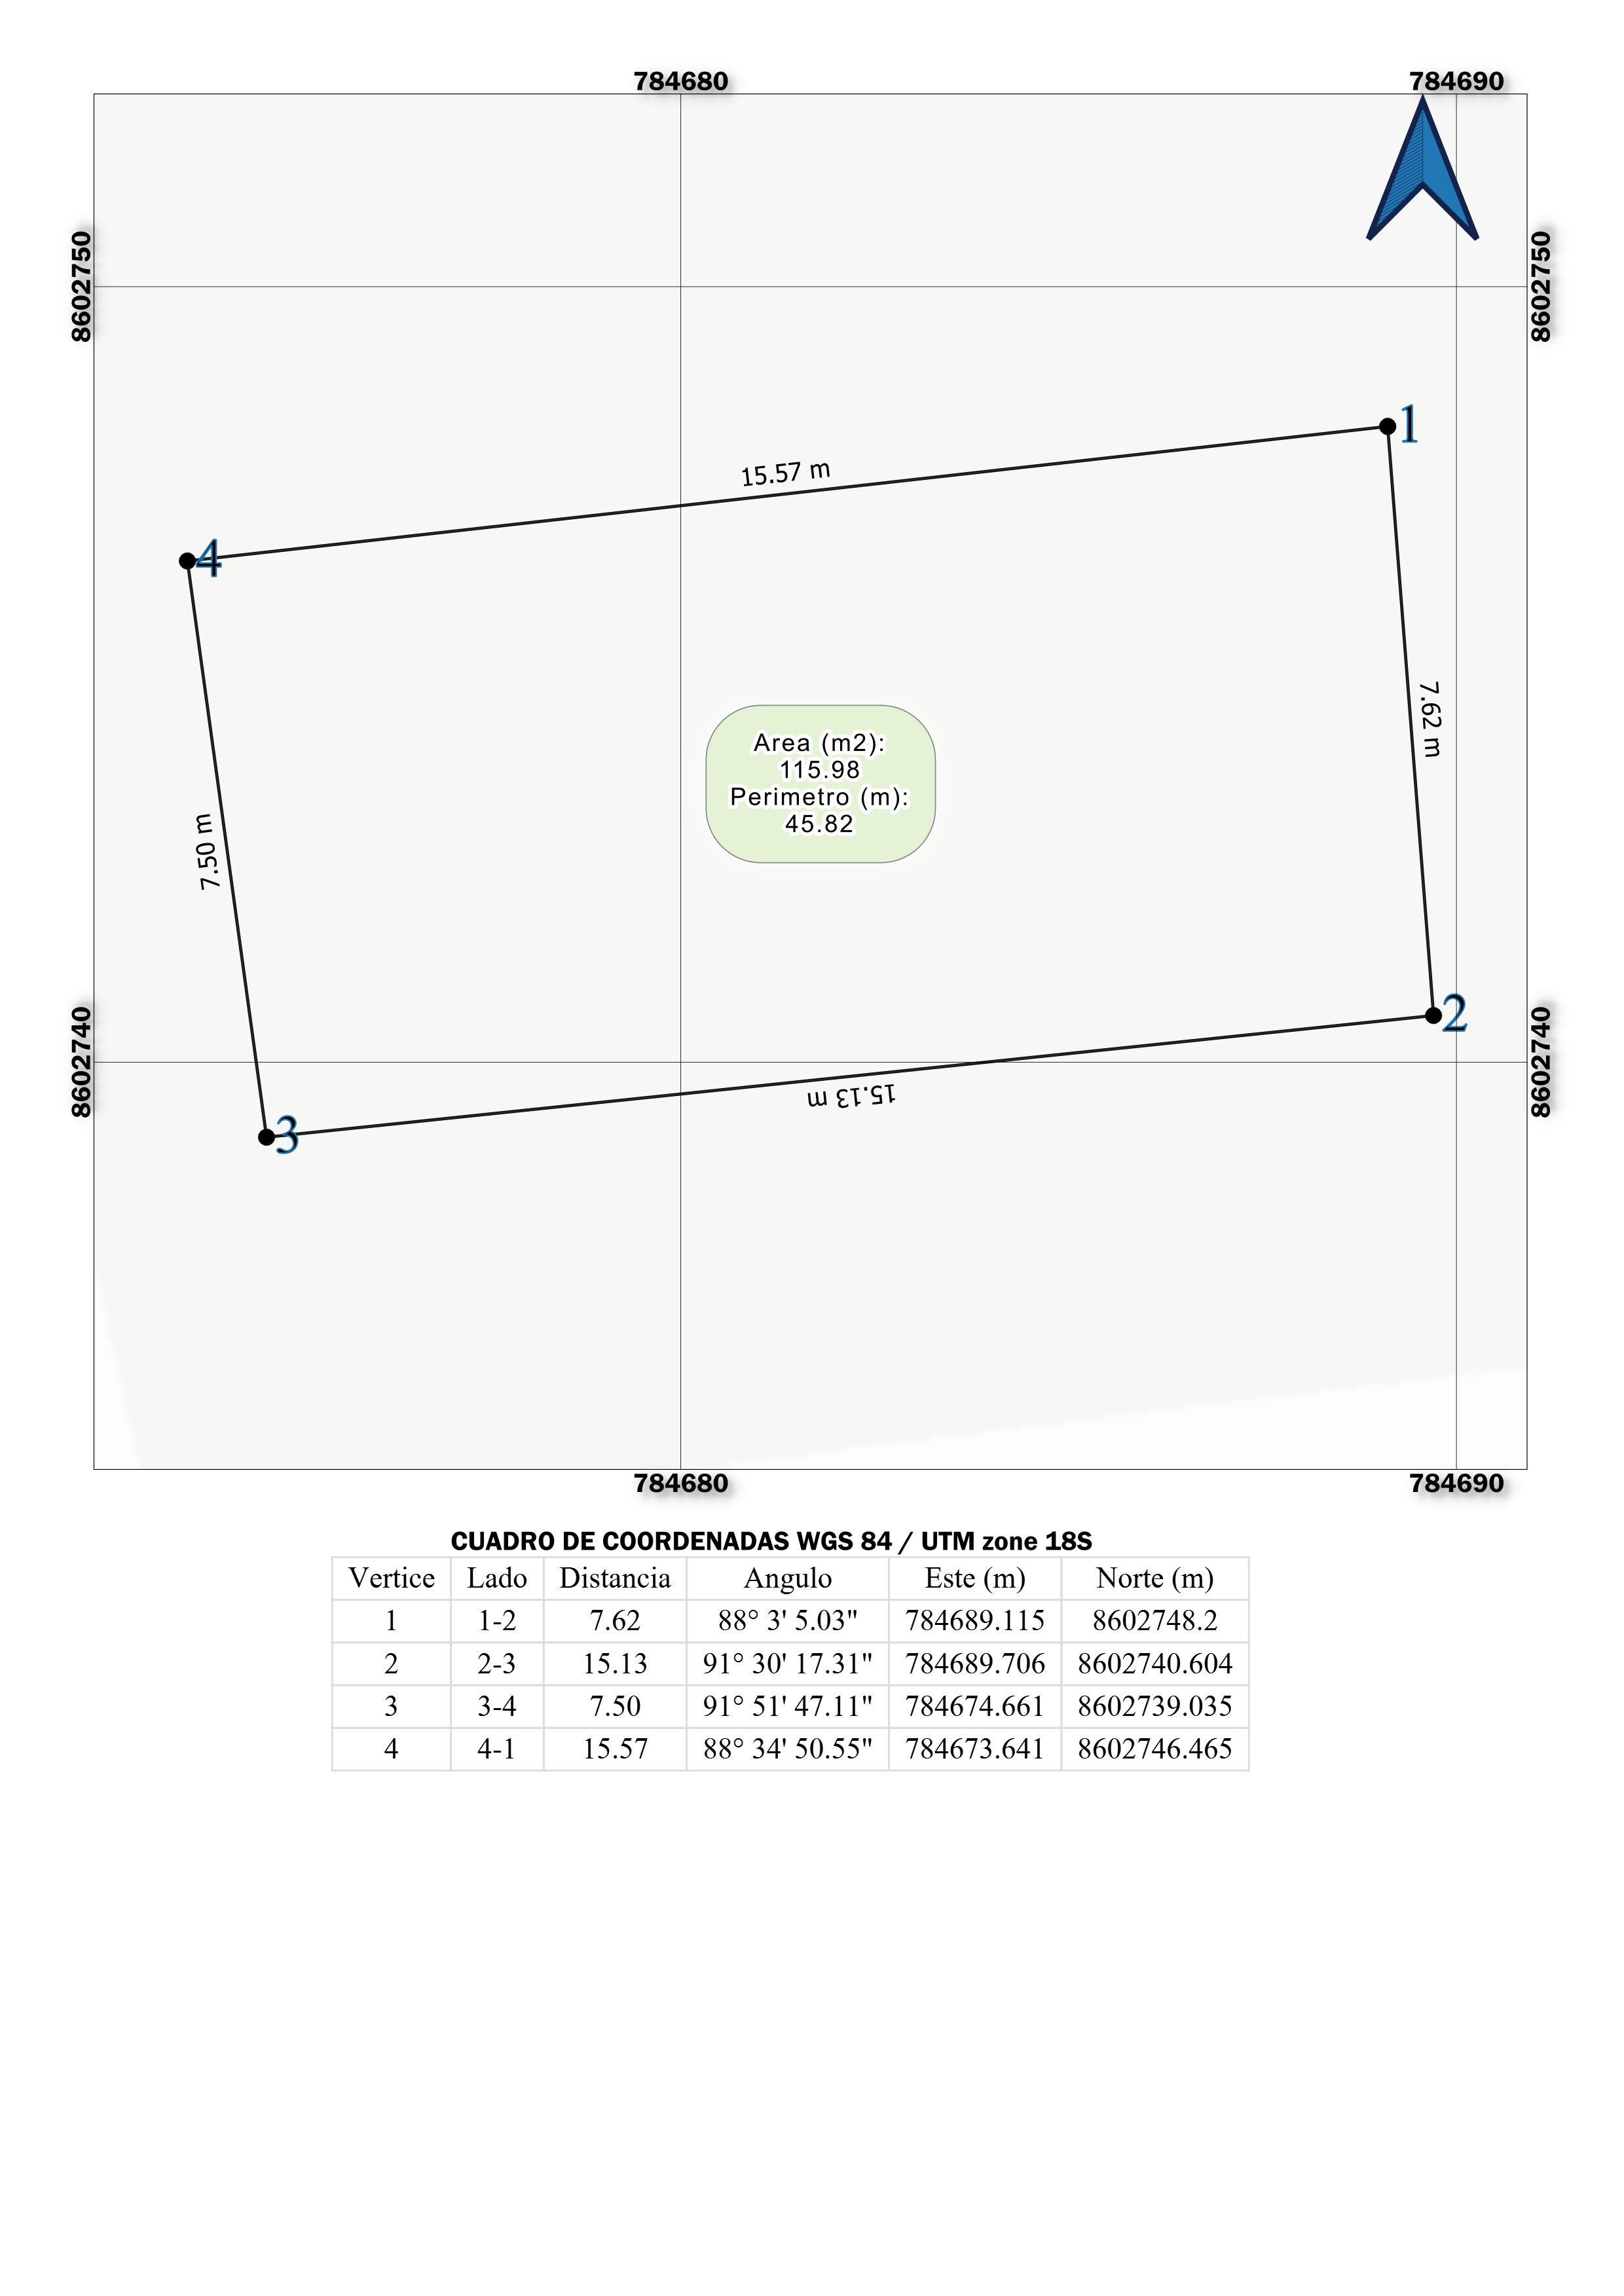 784680 784690
8602750 8602750
1
15.57 m
4
7.62 m
Area (m2):
115.98
Perimetro (m):
45.82
7.50 m
2
8602740 8602740
15.13 m
3
784680 784690
CUADRO DE COORDENADAS WGS 84 / UTM zone 18S
Vertice Lado Distancia Angulo Este (m) Norte (m)
1 1-2 7.62 88° 3' 5.03" 784689.115 8602748.2
2 2-3 15.13 91° 30' 17.31" 784689.706 8602740.604
3 3-4 7.50 91° 51' 47.11" 784674.661 8602739.035
4 4-1 15.57 88° 34' 50.55" 784673.641 8602746.465